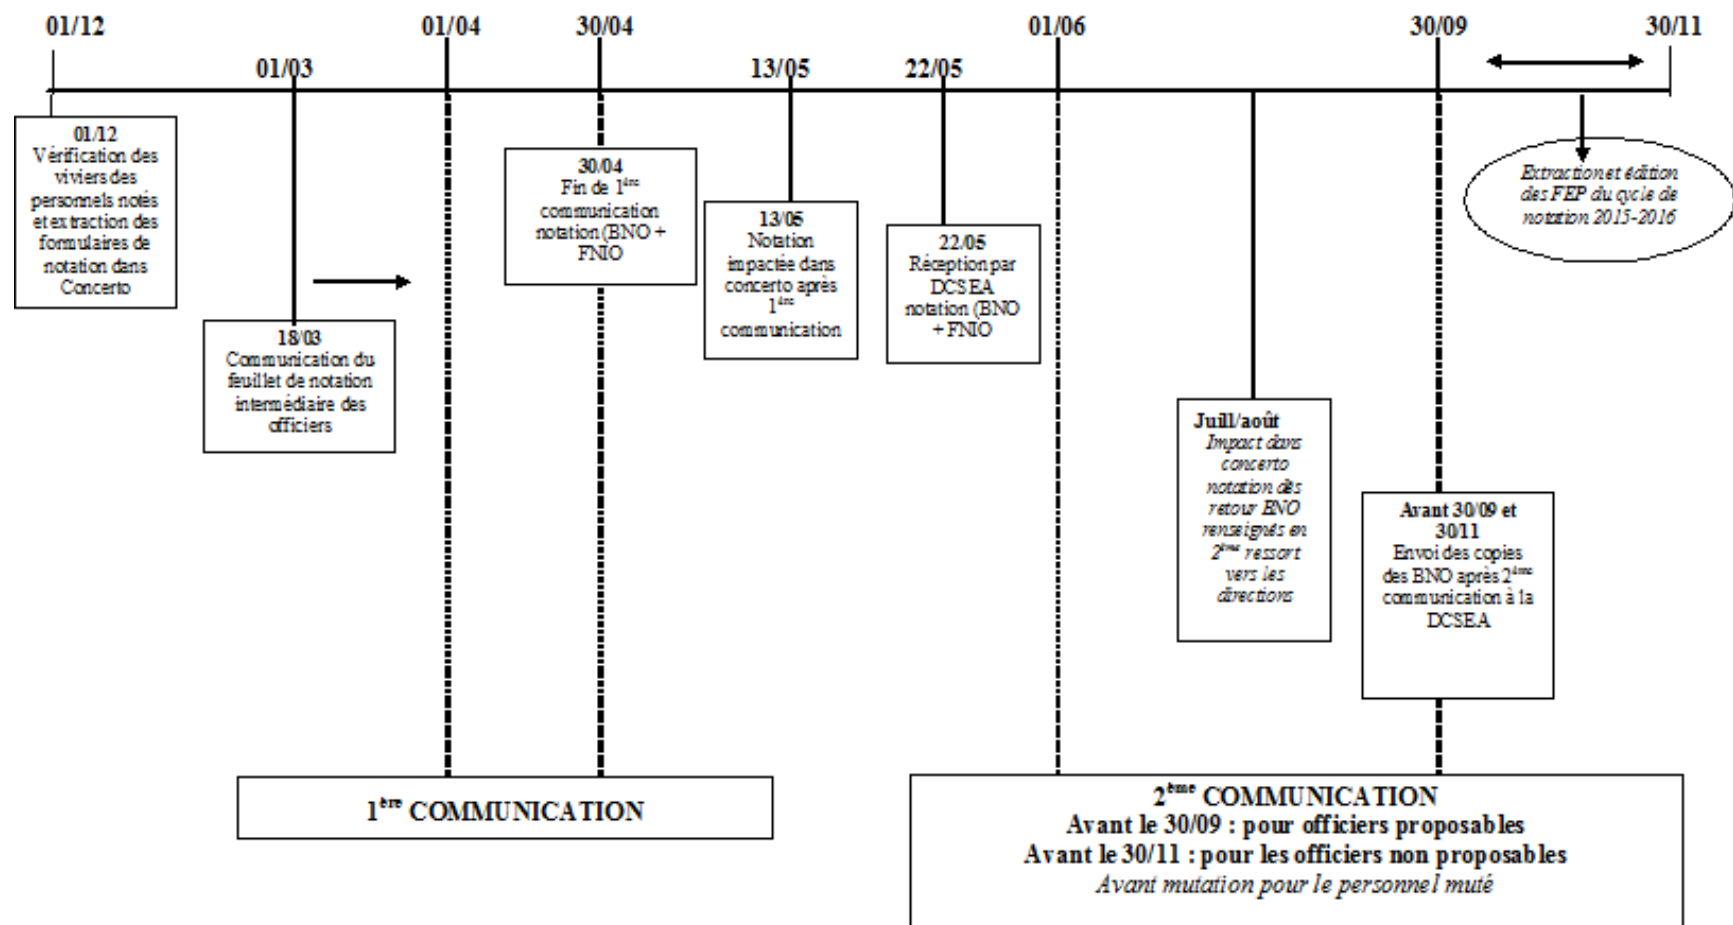 01/12
01/04
30/04
01/06
30/09
30/11
01/03
13/05
22/05
01/12
Vérification des
viviers des
personnels notés
et extraction des
formulaires de
notation dans
Concerto
18/03
Communication du
feuillet de notation
intermédiaire des
officiers
30/04
Fin de 1ère
communication
notation (BNO +
FNIO
13/05
Notation
impactée dans
concerto après
1ère
communication
22/05
Réception par
DCSEA
notation (BNO
+ FNIO
Juill/août
Impact dans
concerto
notation dès
retour BNO
renseignés en
2ème ressort
vers les
directions
Avant 30/09 et
30/11
Envoi des copies
des BNO après 2ème
communication à la
DCSEA
Extraction et édition
des FEP du cycle de
notation 2015-2016
1ère COMMUNICATION
2ème COMMUNICATION
Avant le 30/09 : pour officiers proposables
Avant le 30/11 : pour les officiers non proposables
Avant mutation pour le personnel muté